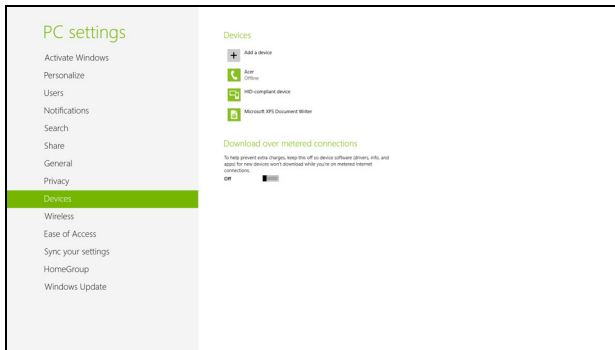 PC settings
Activate Windows
Personalize
Users
Notifications
Search
Share
General
Privacy
Devices
Wireless
Ease of Access
Sync your settings
HomeGroup
Windows Update
Devices
Add a device
Acer
Offline
HID-compliant device
Microsoft XPS Document Writer
Download over metered connections
To help prevent extra charges, keep this off so device software (drivers, info, and
apps) for new devices won't download while you're on metered Internet
connections.
Off